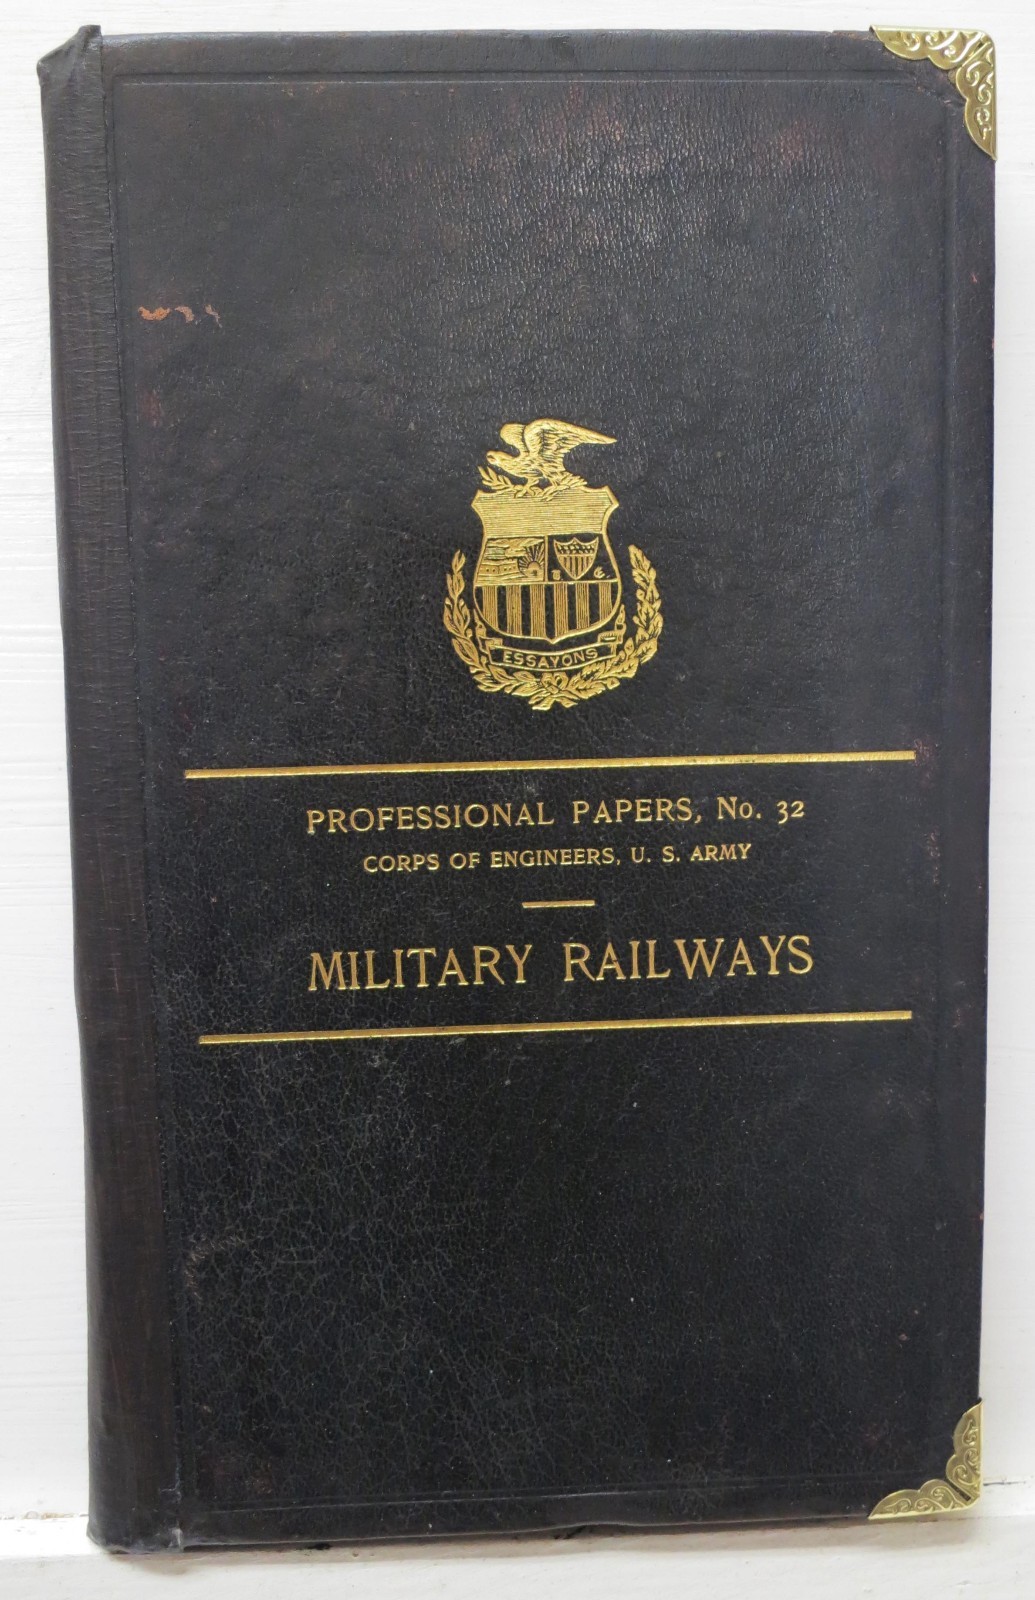 ESSAYONS
PROFESSIONAL PAPERS, No. 32
CORPS OF ENGINEERS, U. S. ARMY
MILITARY RAILWAYS